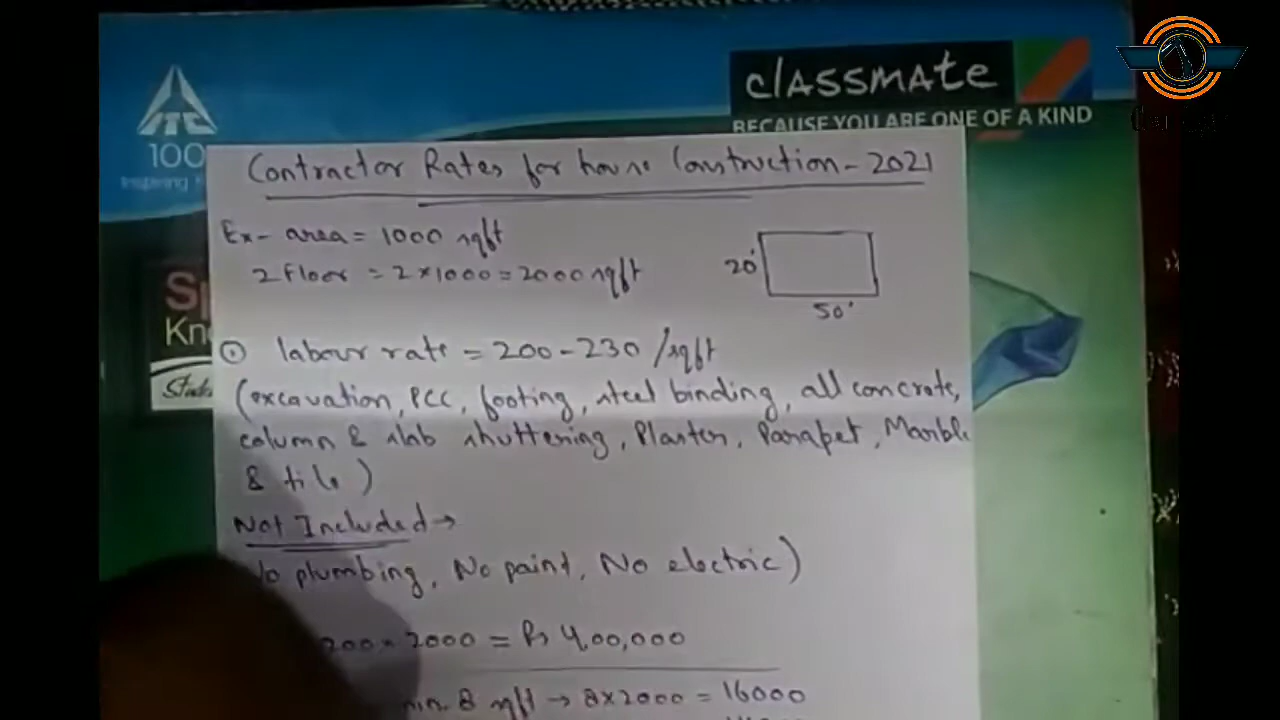 ITC
100
Inspiring
classmate
BECAUSE YOU ARE ONE OF A KIND
Contractor Rates for house Construction - 2021
Ex- area = 1000 sqft
2 Floor = 2×1000 = 2000 sqft
20'
50'
① labour rate = 200-230 /sqft
(excavation, PCC, footing, steel binding, all concrete,
column & slab shuttering, Plaster, Parapet, Marble
& tile)
Not Included →
No plumbing, No paint, No electric)
200 × 2000 = Rs 4,00,000
8 sqft → 8×2000 = 16000